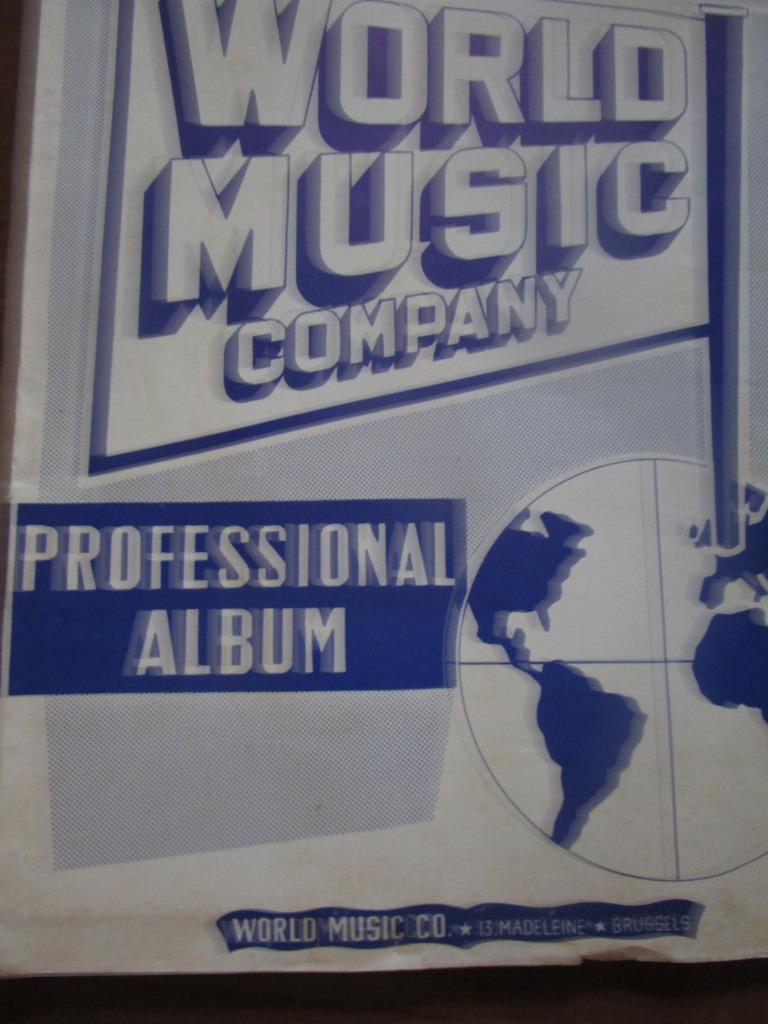 WORLD
MUSIC
COMPANY
PROFESSIONAL
ALBUM
WORLD MUSIC CO. ★ 13.MADELEINE ★ BRUSSELS